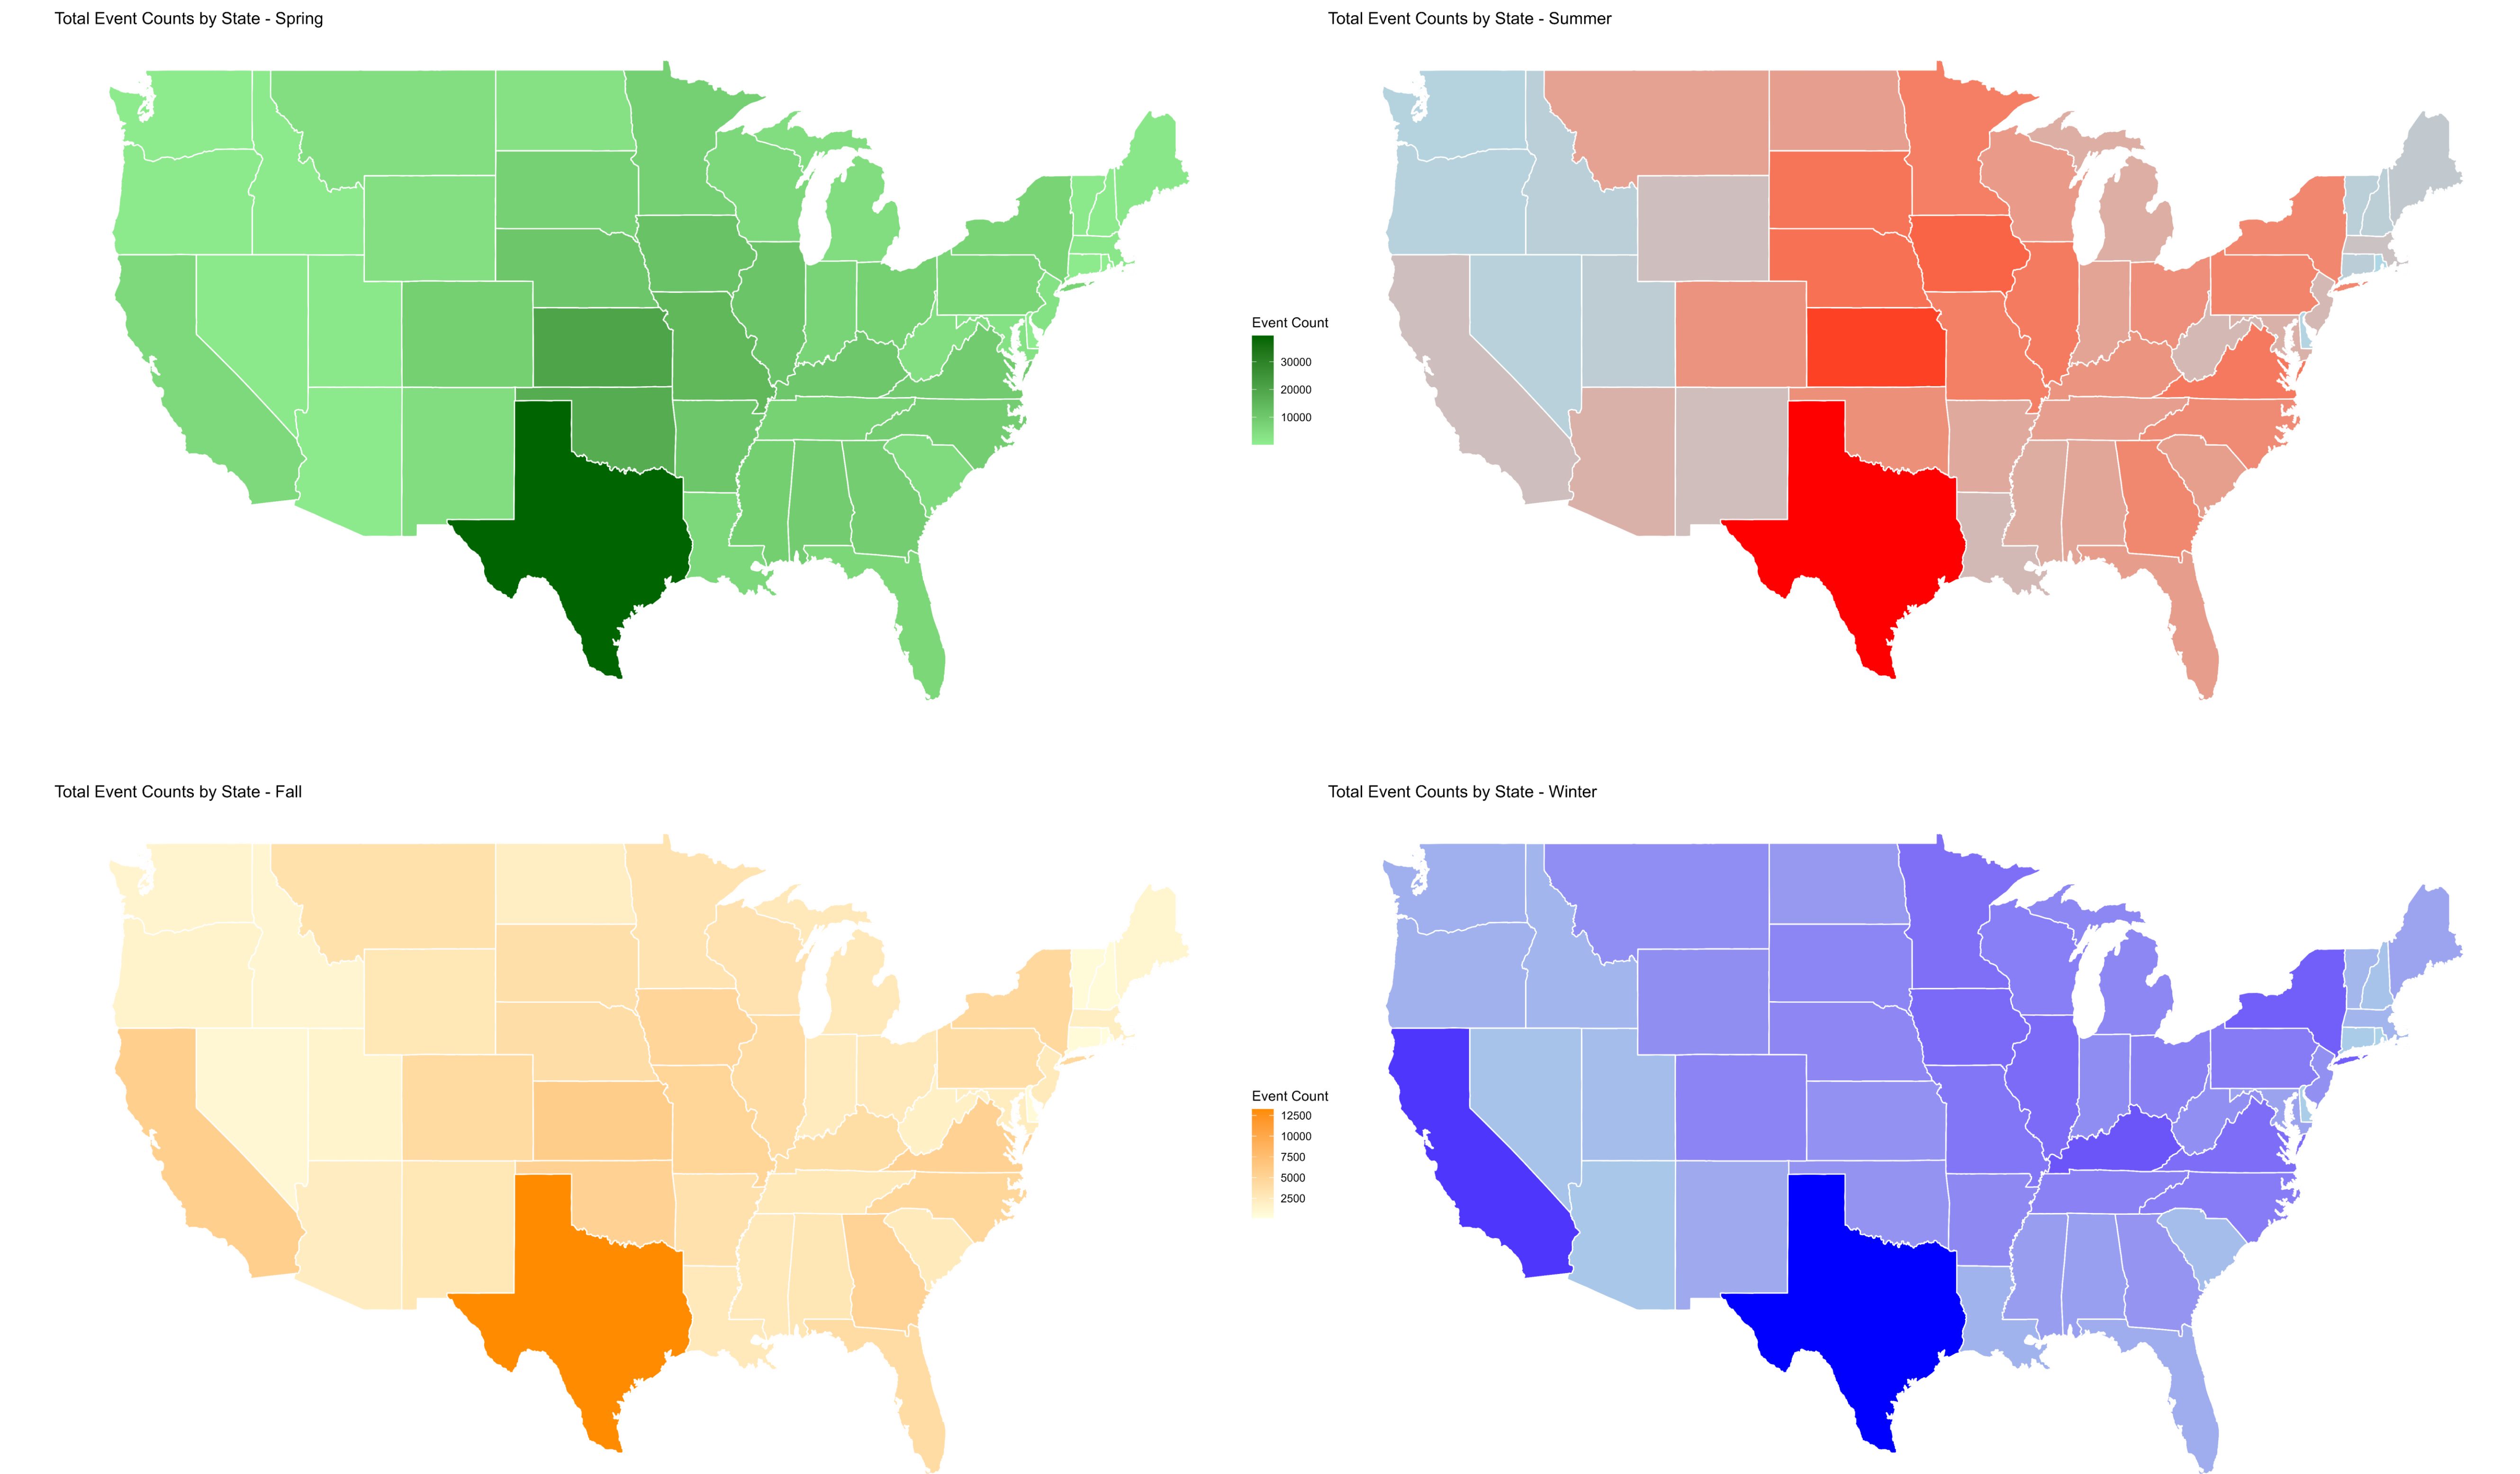 Total Event Counts by State - Spring
Total Event Counts by State - Summer
Event Count
30000
20000
10000
Total Event Counts by State - Fall
Total Event Counts by State - Winter
Event Count
12500
10000
7500
5000
2500